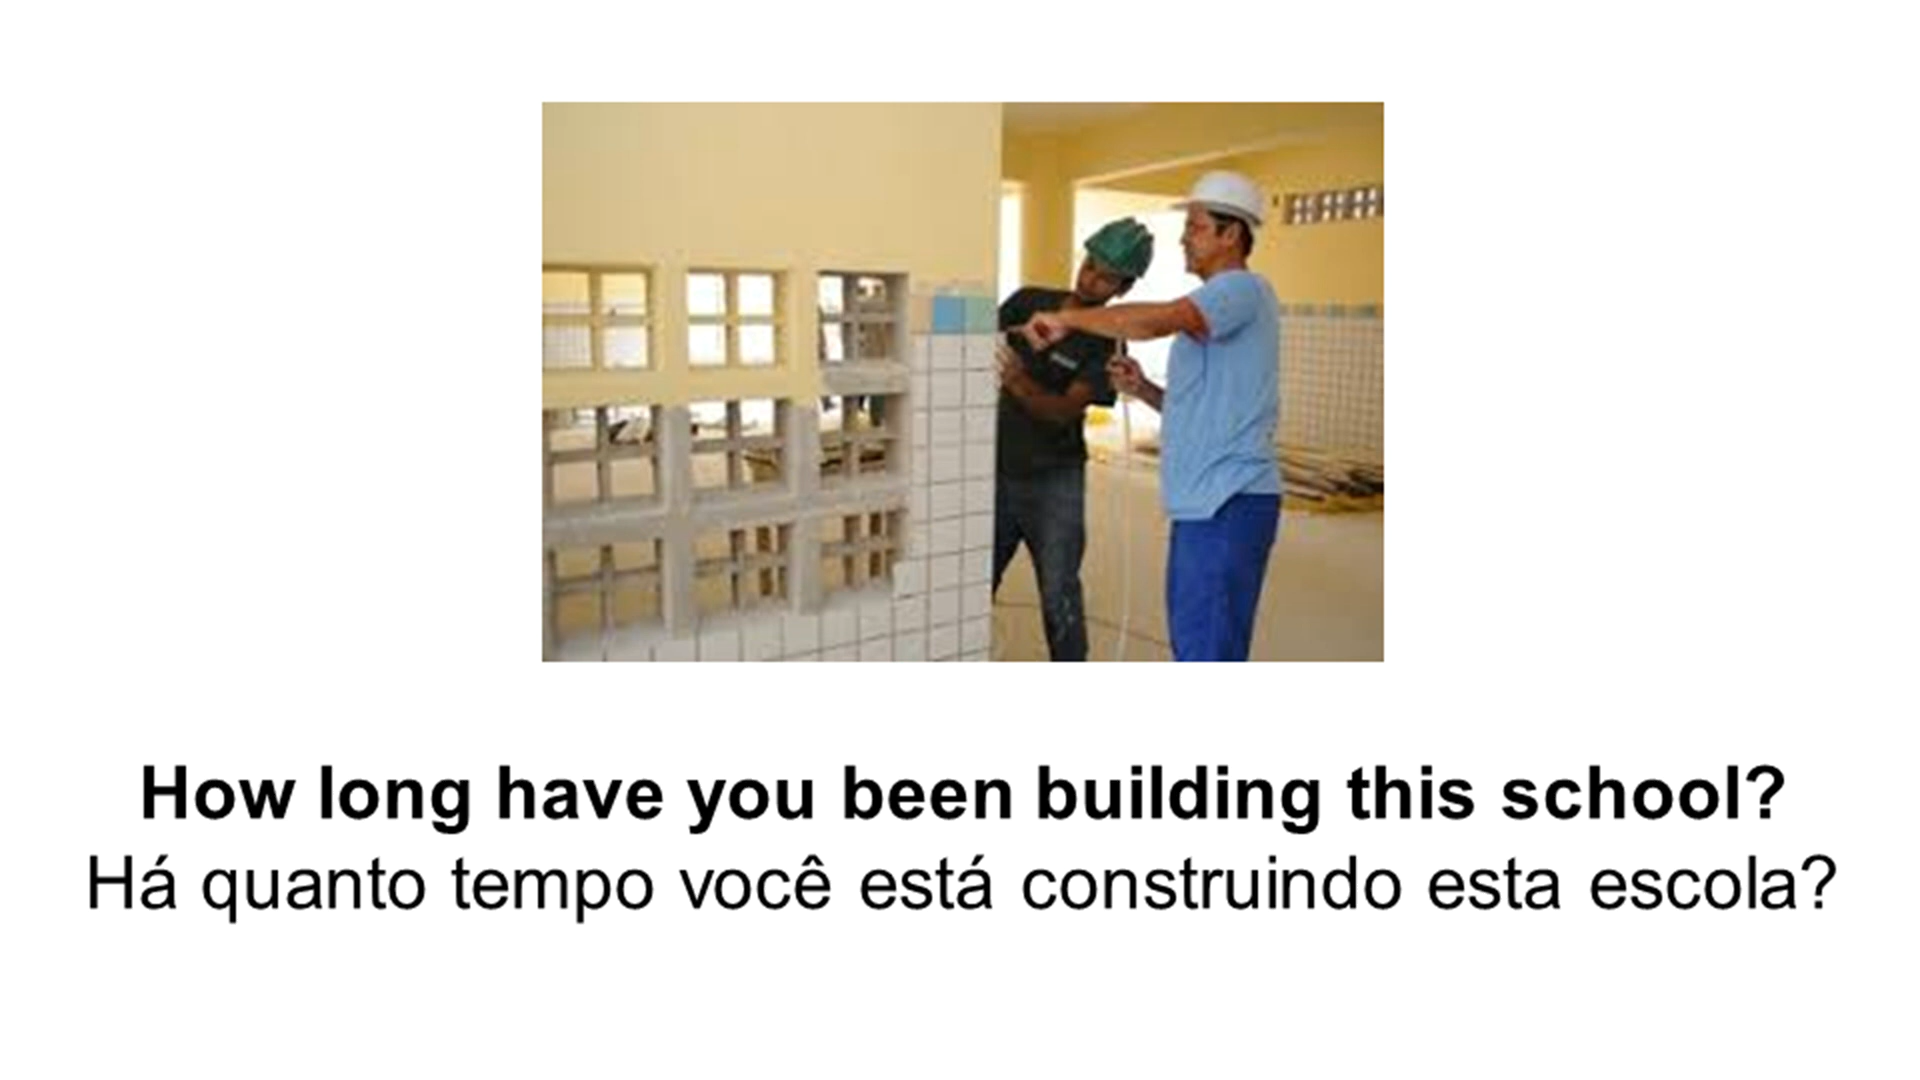 How long have you been building this school?
Há quanto tempo você está construindo esta escola?